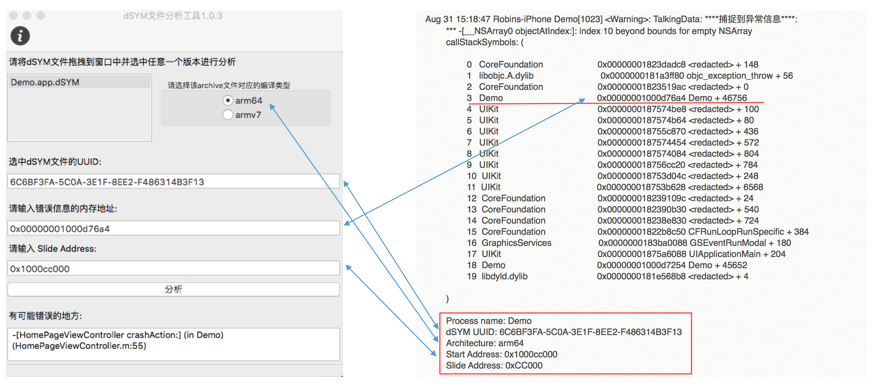 dSYM文件分析工具1.0.3
请将dSYM文件拖拽到窗口中并选中任意一个版本进行分析
Demo.app.dSYM
请选择该archive文件对应的编译类型
arm64
armv7
选中dSYM文件的UUID:
6C6BF3FA-5C0A-3E1F-8EE2-F486314B3F13
请输入错误信息的内存地址:
0x00000001000d76a4
请输入 Slide Address:
0x1000cc000
分析
有可能错误的地方:
-[HomePageViewController crashAction:] (in Demo)
(HomePageViewController.m:55)
Aug 31 15:18:47 Robins-iPhone Demo[1023] <Warning>: TalkingData: ****捕捉到异常信息****:
*** -[__NSArray0 objectAtIndex:]: index 10 beyond bounds for empty NSArray
callStackSymbols: (
0 CoreFoundation 0x00000001823dadc8 <redacted> + 148
1 libobjc.A.dylib 0x0000000181a3ff80 objc_exception_throw + 56
2 CoreFoundation 0x00000001823519ac <redacted> + 0
3 Demo 0x00000001000d76a4 Demo + 46756
4 UIKit 0x0000000187574be8 <redacted> + 100
5 UIKit 0x0000000187574b64 <redacted> + 80
6 UIKit 0x000000018755c870 <redacted> + 436
7 UIKit 0x0000000187574454 <redacted> + 572
8 UIKit 0x0000000187574084 <redacted> + 804
9 UIKit 0x000000018756cc20 <redacted> + 784
10 UIKit 0x000000018753d04c <redacted> + 248
11 UIKit 0x000000018753b628 <redacted> + 6568
12 CoreFoundation 0x000000018239109c <redacted> + 24
13 CoreFoundation 0x0000000182390b30 <redacted> + 540
14 CoreFoundation 0x000000018238e830 <redacted> + 724
15 CoreFoundation 0x00000001822b8c50 CFRunLoopRunSpecific + 384
16 GraphicsServices 0x0000000183ba0088 GSEventRunModal + 180
17 UIKit 0x00000001875a6088 UIApplicationMain + 204
18 Demo 0x00000001000d7254 Demo + 45652
19 libdyld.dylib 0x0000000181e568b8 <redacted> + 4
)
Process name: Demo
dSYM UUID: 6C6BF3FA-5C0A-3E1F-8EE2-F486314B3F13
Architecture: arm64
Start Address: 0x1000cc000
Slide Address: 0xCC000